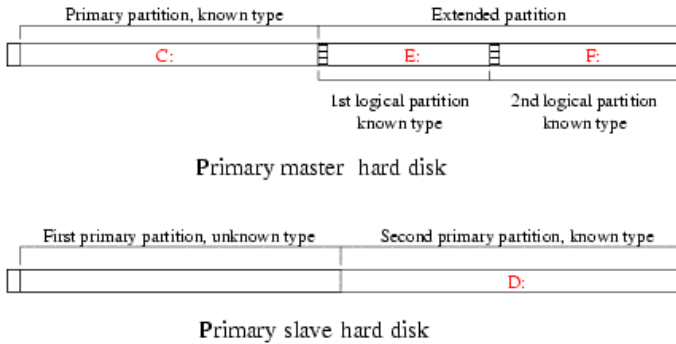 Primary partition, known type Extended partition
C: E: F:
1st logical partition 2nd logical partition
known type known type
Primary master hard disk
First primary partition, unknown type Second primary partition, known type
D:
Primary slave hard disk